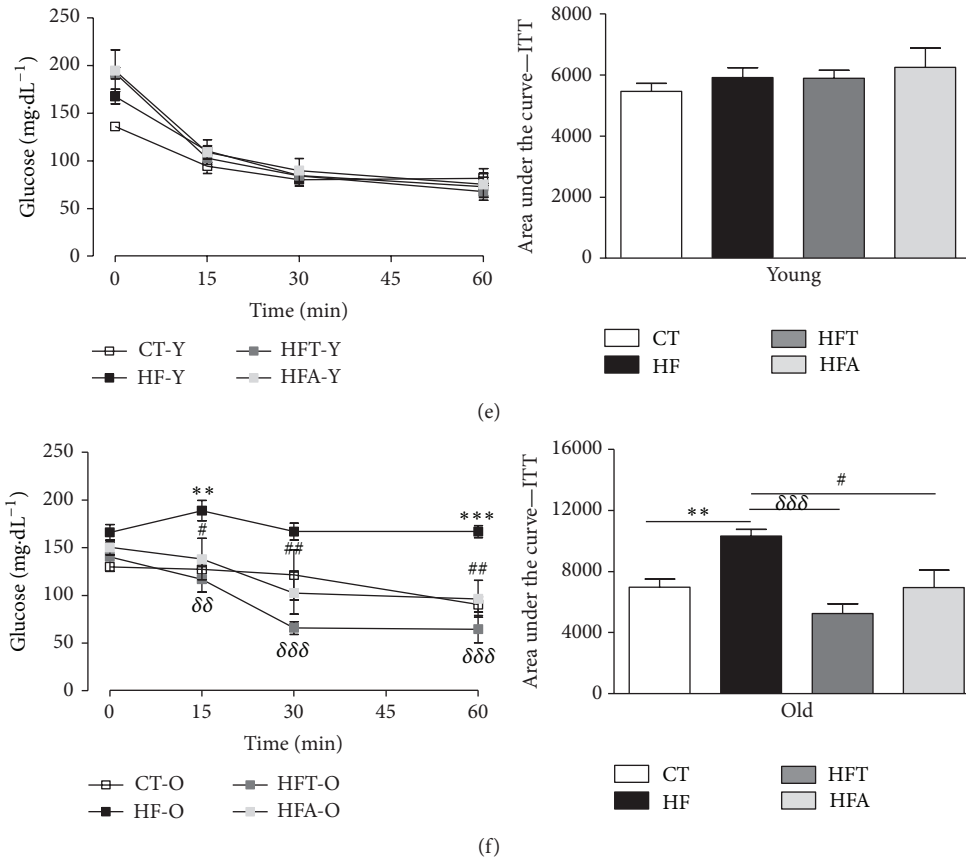 250
200
150
100
50
0
Glucose (mg·dL⁻¹)
0 15 30 45 60
Time (min)
CT-Y HFT-Y
HF-Y HFA-Y
8000
6000
4000
2000
0
Area under the curve—ITT
Young
CT HFT
HF HFA
(e)
250
200
150
100
50
0
Glucose (mg·dL⁻¹)
**
#
δδ
##
δδδ
***
##
δδδ
0 15 30 45 60
Time (min)
CT-O HFT-O
HF-O HFA-O
16000
12000
8000
4000
0
Area under the curve—ITT
#
δδδ
**
Old
CT HFT
HF HFA
(f)